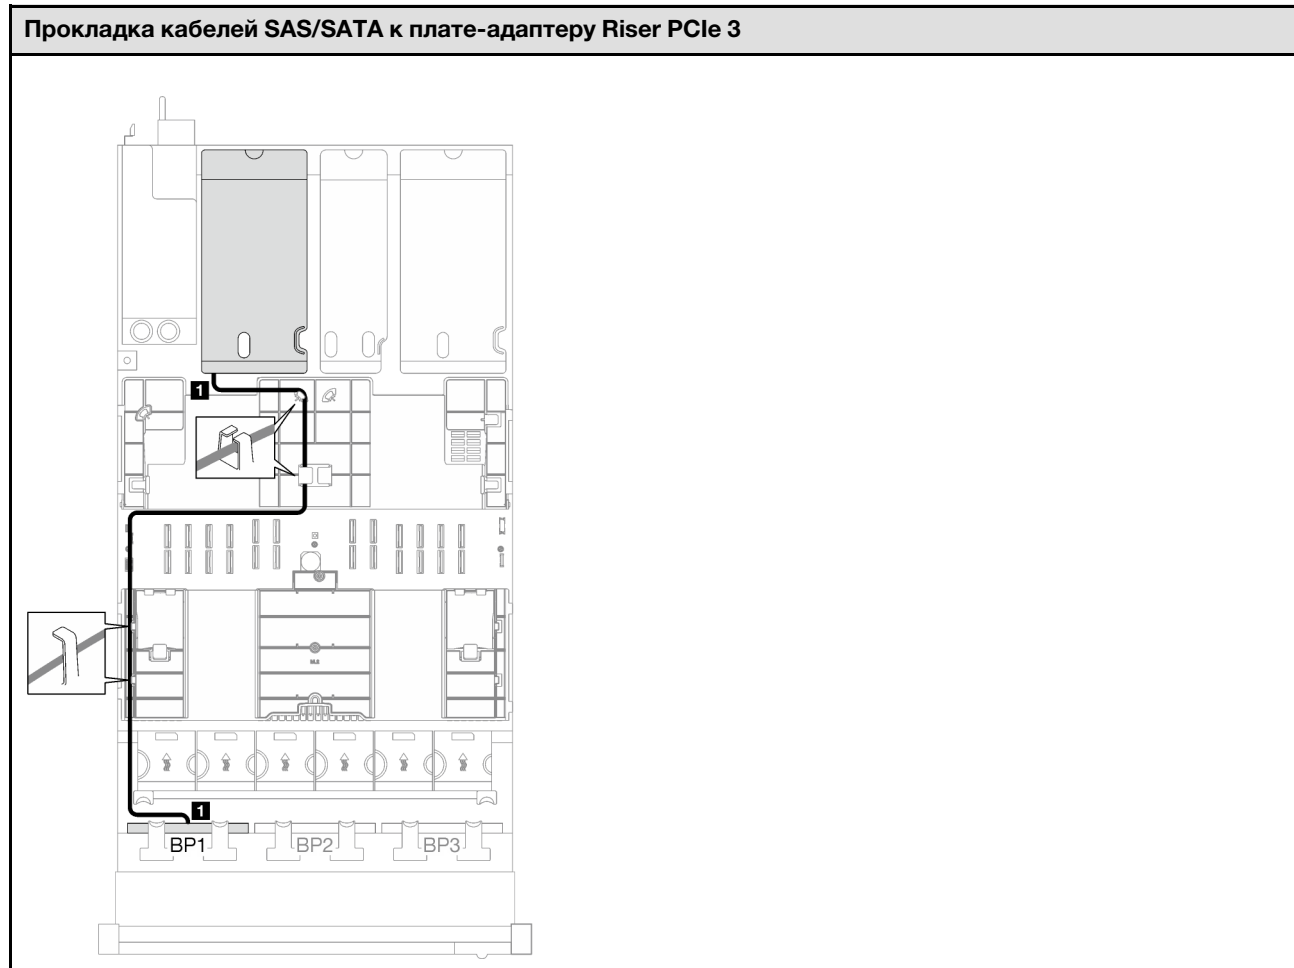 Прокладка кабелей SAS/SATA к плате-адаптеру Riser PCIe 3
1
1
BP1
BP2
BP3